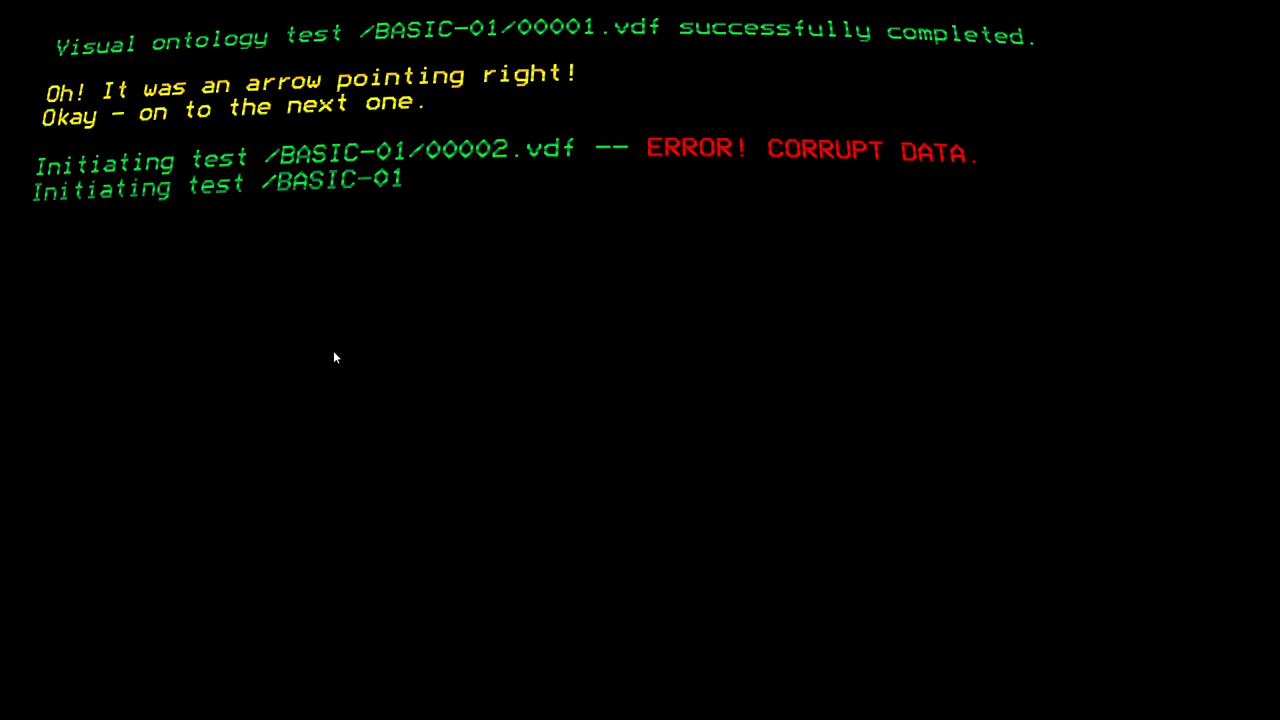 Visual ontology test /BASIC-01/00001.vdf successfully completed.
Oh! It was an arrow pointing right!
Okay - on to the next one.
Initiating test /BASIC-01/00002.vdf -- ERROR! CORRUPT DATA.
Initiating test /BASIC-01